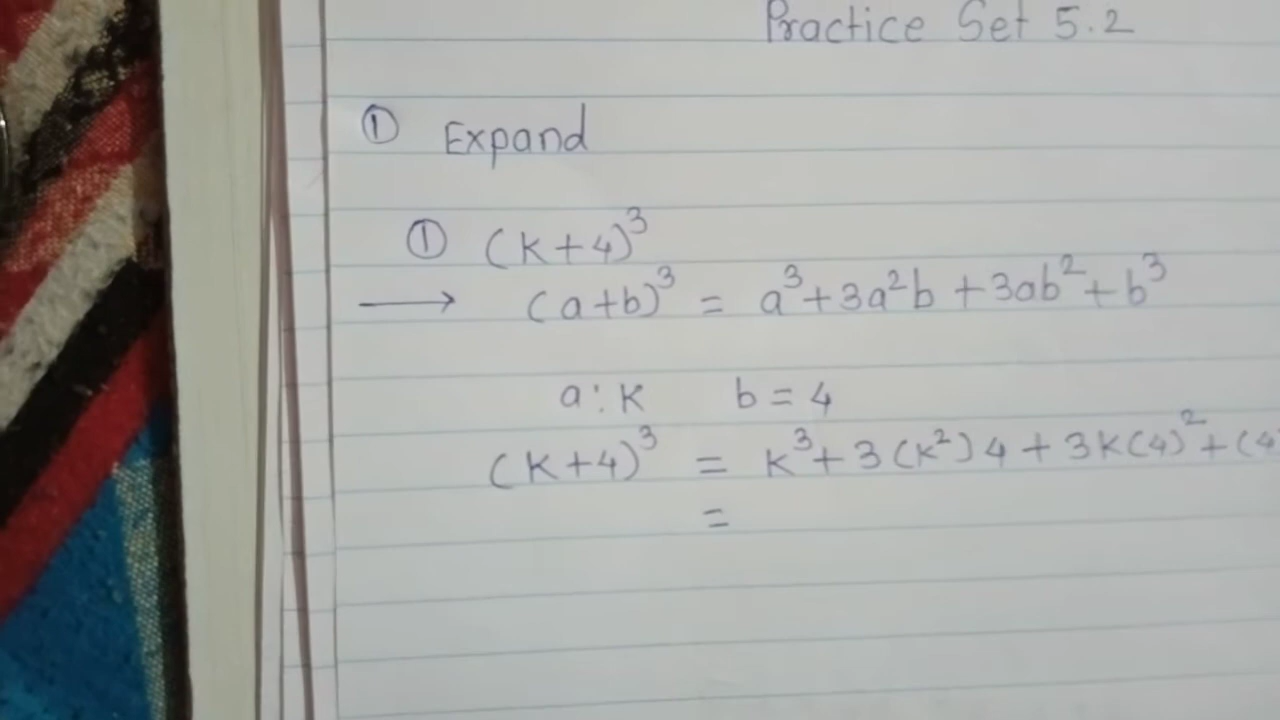 Practice Set 5.2
① Expand
① (k+4)³
→ (a+b)³ = a³+3a²b+3ab²+b³
a : k b = 4
(k+4)³ = k³+3(k²)4+3k(4)²+(4
=